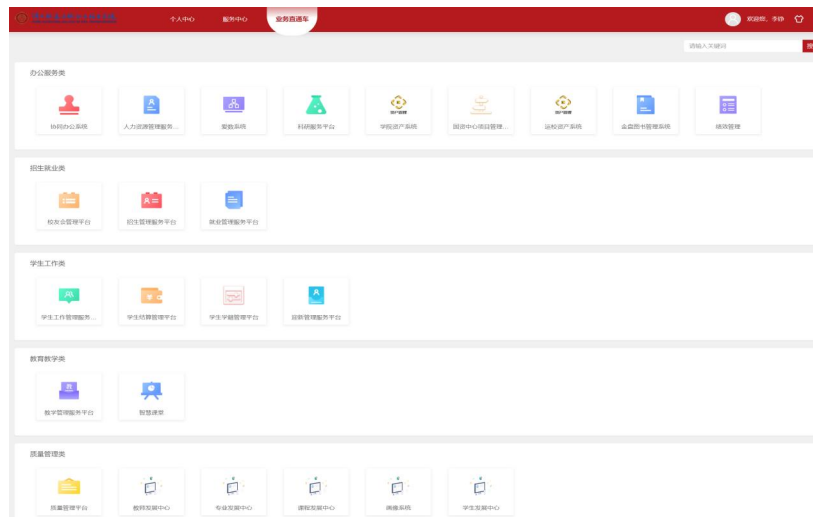 个人中心 服务中心 业务直通车
请输入关键词
办公服务类
协同办公系统 人力资源管理服务... 爱数系统 科研服务平台 学院资产系统 国资中心项目管理... 运校资产系统 金盘图书管理系统 绩效管理
招生就业类
校友会管理平台 招生管理服务平台 就业管理服务平台
学生工作类
学生工作管理服务... 学生结算管理平台 学生学籍管理平台 迎新管理服务平台
教育教学类
教学管理服务平台 智慧课堂
质量管理类
质量管理平台 教师发展中心 专业发展中心 课程发展中心 画像系统 学生发展中心